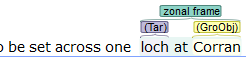 zonal frame
(Tar) (GroObj)
o be set across one loch at Corran